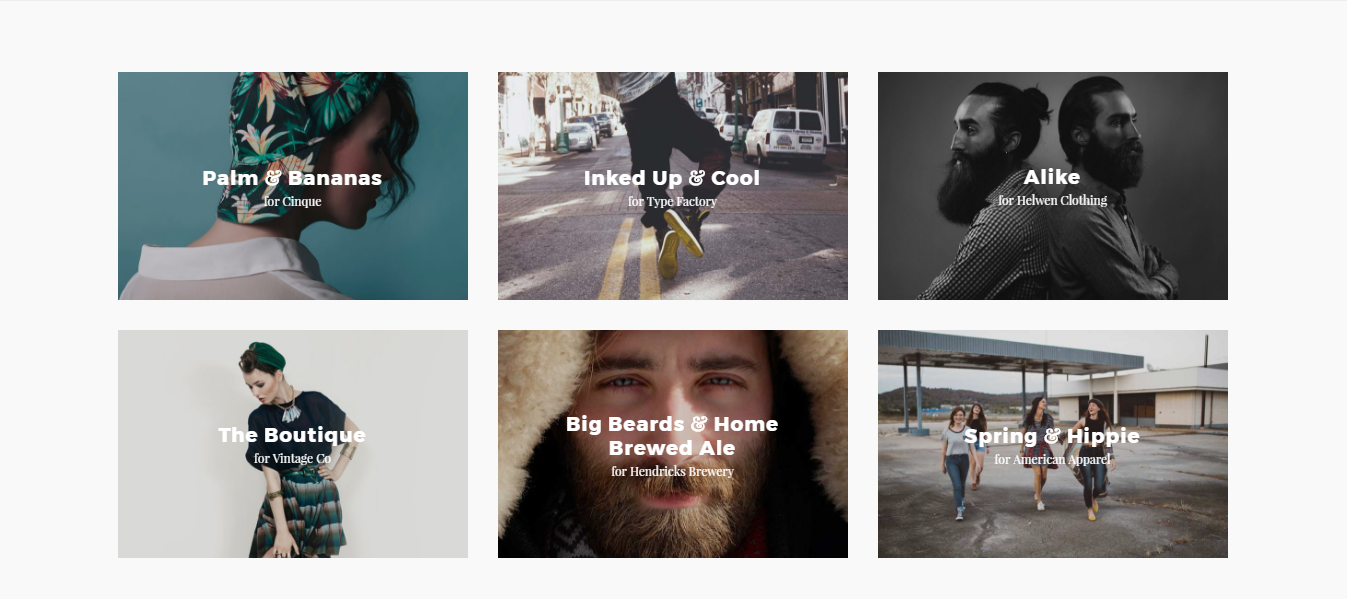 Palm & Bananas
for Cinque
Inked Up & Cool
for Type Factory
Alike
for Helwen Clothing
The Boutique
for Vintage Co
Big Beards & Home
Brewed Ale
for Hendricks Brewery
Spring & Hippie
for American Apparel